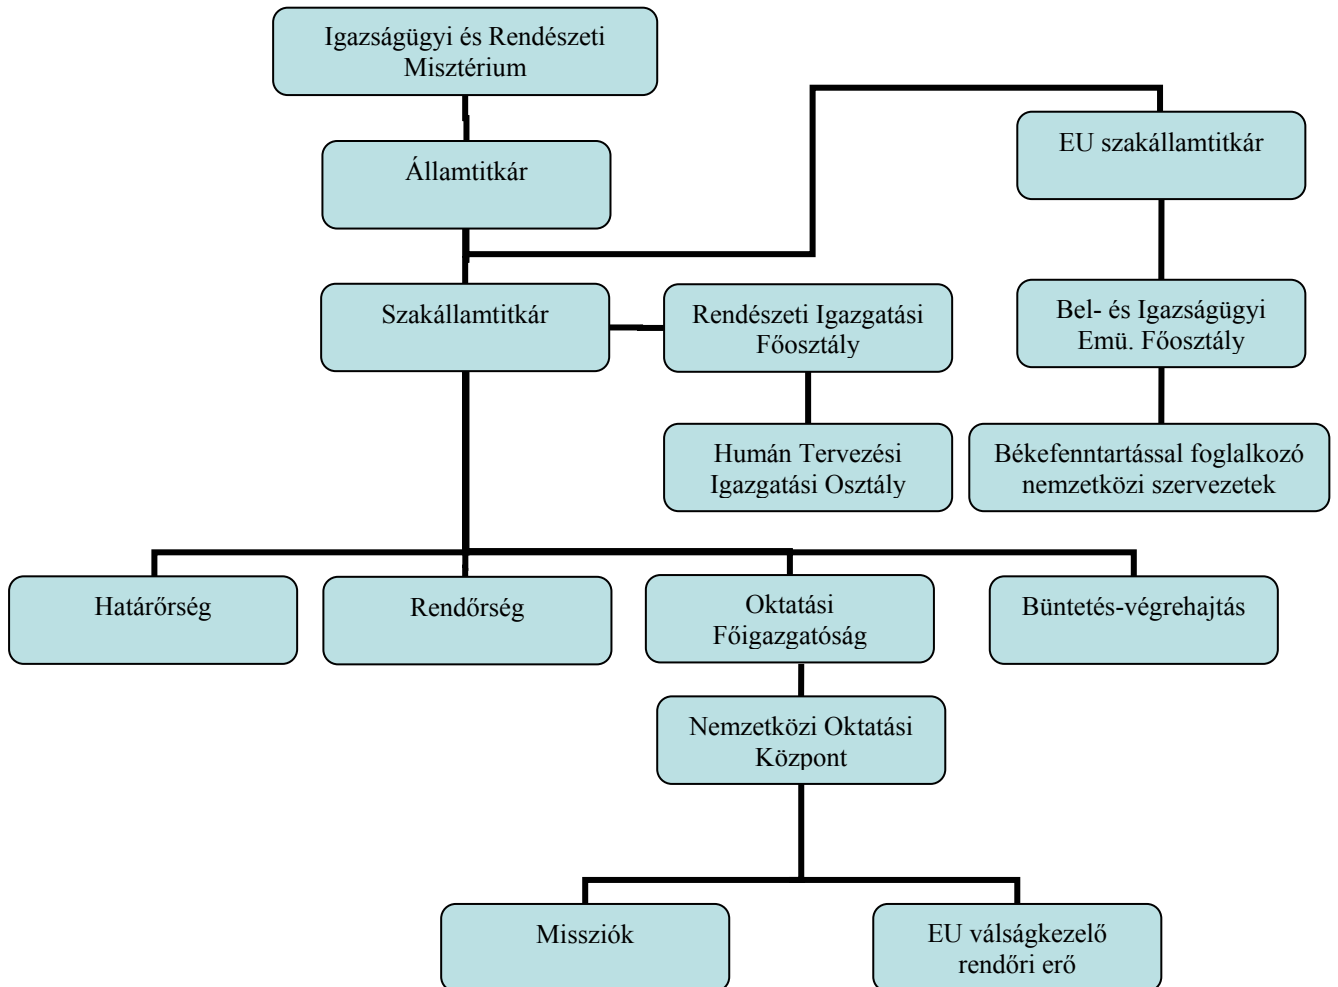 Igazságügyi és Rendészeti
Misztérium
Államtitkár
EU szakállamtitkár
Szakállamtitkár
Rendészeti Igazgatási
Főosztály
Bel- és Igazságügyi
Emü. Főosztály
Humán Tervezési
Igazgatási Osztály
Békefenntartással foglalkozó
nemzetközi szervezetek
Határőrség
Rendőrség
Oktatási
Főigazgatóság
Büntetés-végrehajtás
Nemzetközi Oktatási
Központ
Missziók
EU válságkezelő
rendőri erő